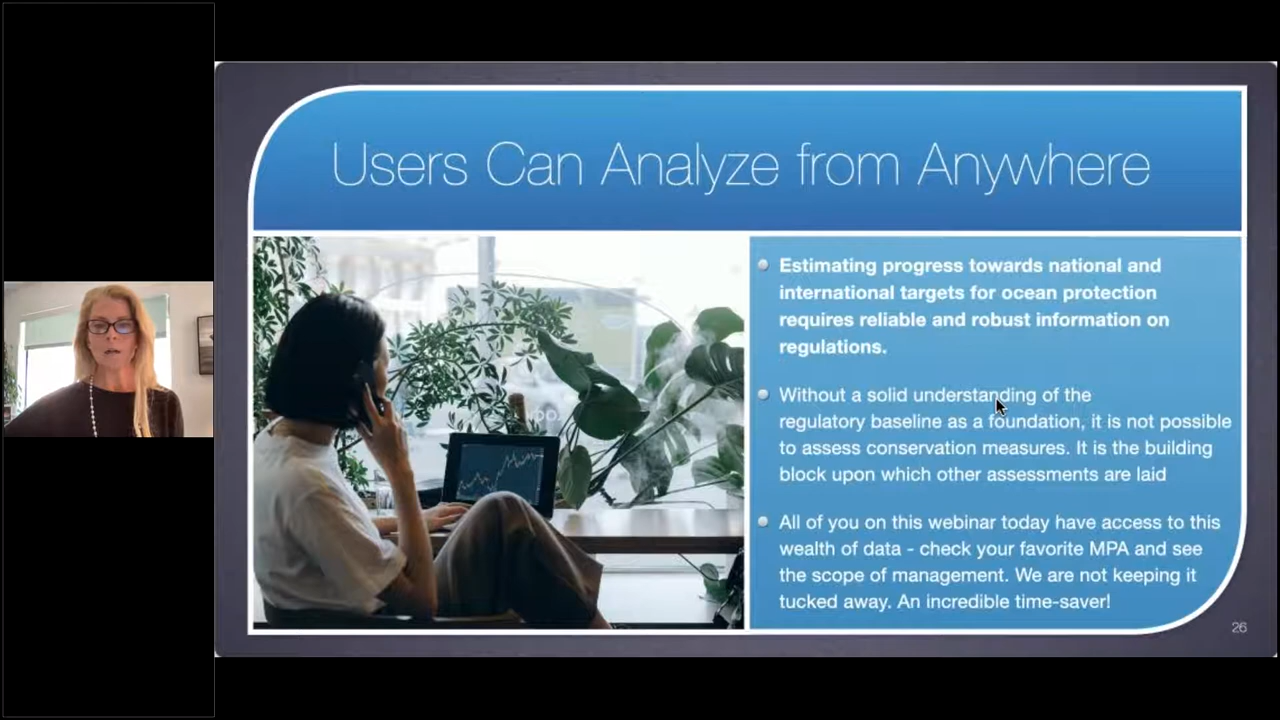 Users Can Analyze from Anywhere
Estimating progress towards national and
international targets for ocean protection
requires reliable and robust information on
regulations.
Without a solid understanding of the
regulatory baseline as a foundation, it is not possible
to assess conservation measures. It is the building
block upon which other assessments are laid
All of you on this webinar today have access to this
wealth of data - check your favorite MPA and see
the scope of management. We are not keeping it
tucked away. An incredible time-saver!
26